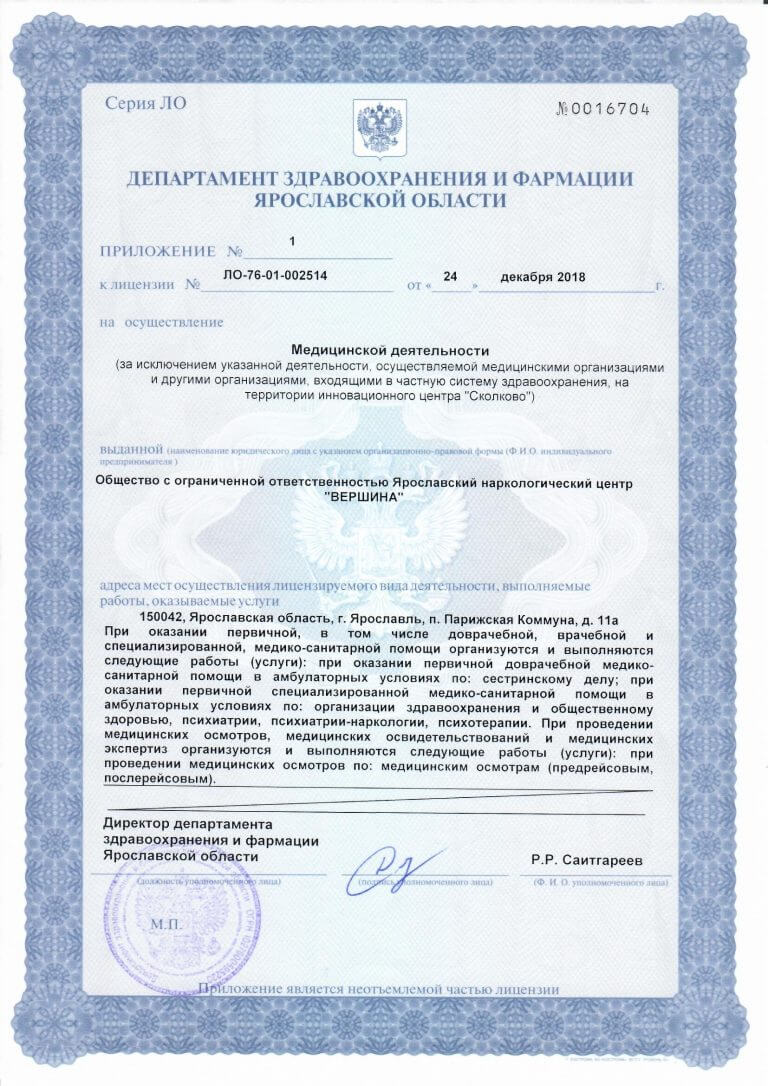 Серия ЛО
№0016704
ДЕПАРТАМЕНТ ЗДРАВООХРАНЕНИЯ И ФАРМАЦИИ
ЯРОСЛАВСКОЙ ОБЛАСТИ
ПРИЛОЖЕНИЕ № 1
к лицензии № ЛО-76-01-002514 от «24» декабря 2018 г.
на осуществление
Медицинской деятельности
(за исключением указанной деятельности, осуществляемой медицинскими организациями
и другими организациями, входящими в частную систему здравоохранения, на
территории инновационного центра "Сколково")
выданной (наименование юридического лица с указанием организационно-правовой формы (Ф.И.О. индивидуального
предпринимателя )
Общество с ограниченной ответственностью Ярославский наркологический центр
"ВЕРШИНА"
адреса мест осуществления лицензируемого вида деятельности, выполняемые
работы, оказываемые услуги
150042, Ярославская область, г. Ярославль, п. Парижская Коммуна, д. 11а
При оказании первичной, в том числе доврачебной, врачебной и
специализированной, медико-санитарной помощи организуются и выполняются
следующие работы (услуги): при оказании первичной доврачебной медико-
санитарной помощи в амбулаторных условиях по: сестринскому делу; при
оказании первичной специализированной медико-санитарной помощи в
амбулаторных условиях по: организации здравоохранения и общественному
здоровью, психиатрии, психиатрии-наркологии, психотерапии. При проведении
медицинских осмотров, медицинских освидетельствований и медицинских
экспертиз организуются и выполняются следующие работы (услуги): при
проведении медицинских осмотров по: медицинским осмотрам (предрейсовым,
послерейсовым).
Директор департамента
здравоохранения и фармации
Ярославской области
Р.Р. Саитгареев
(должность уполномоченного лица)
(подпись уполномоченного лица)
(Ф. И. О. уполномоченного лица)
М.П.
Приложение является неотъемлемой частью лицензии